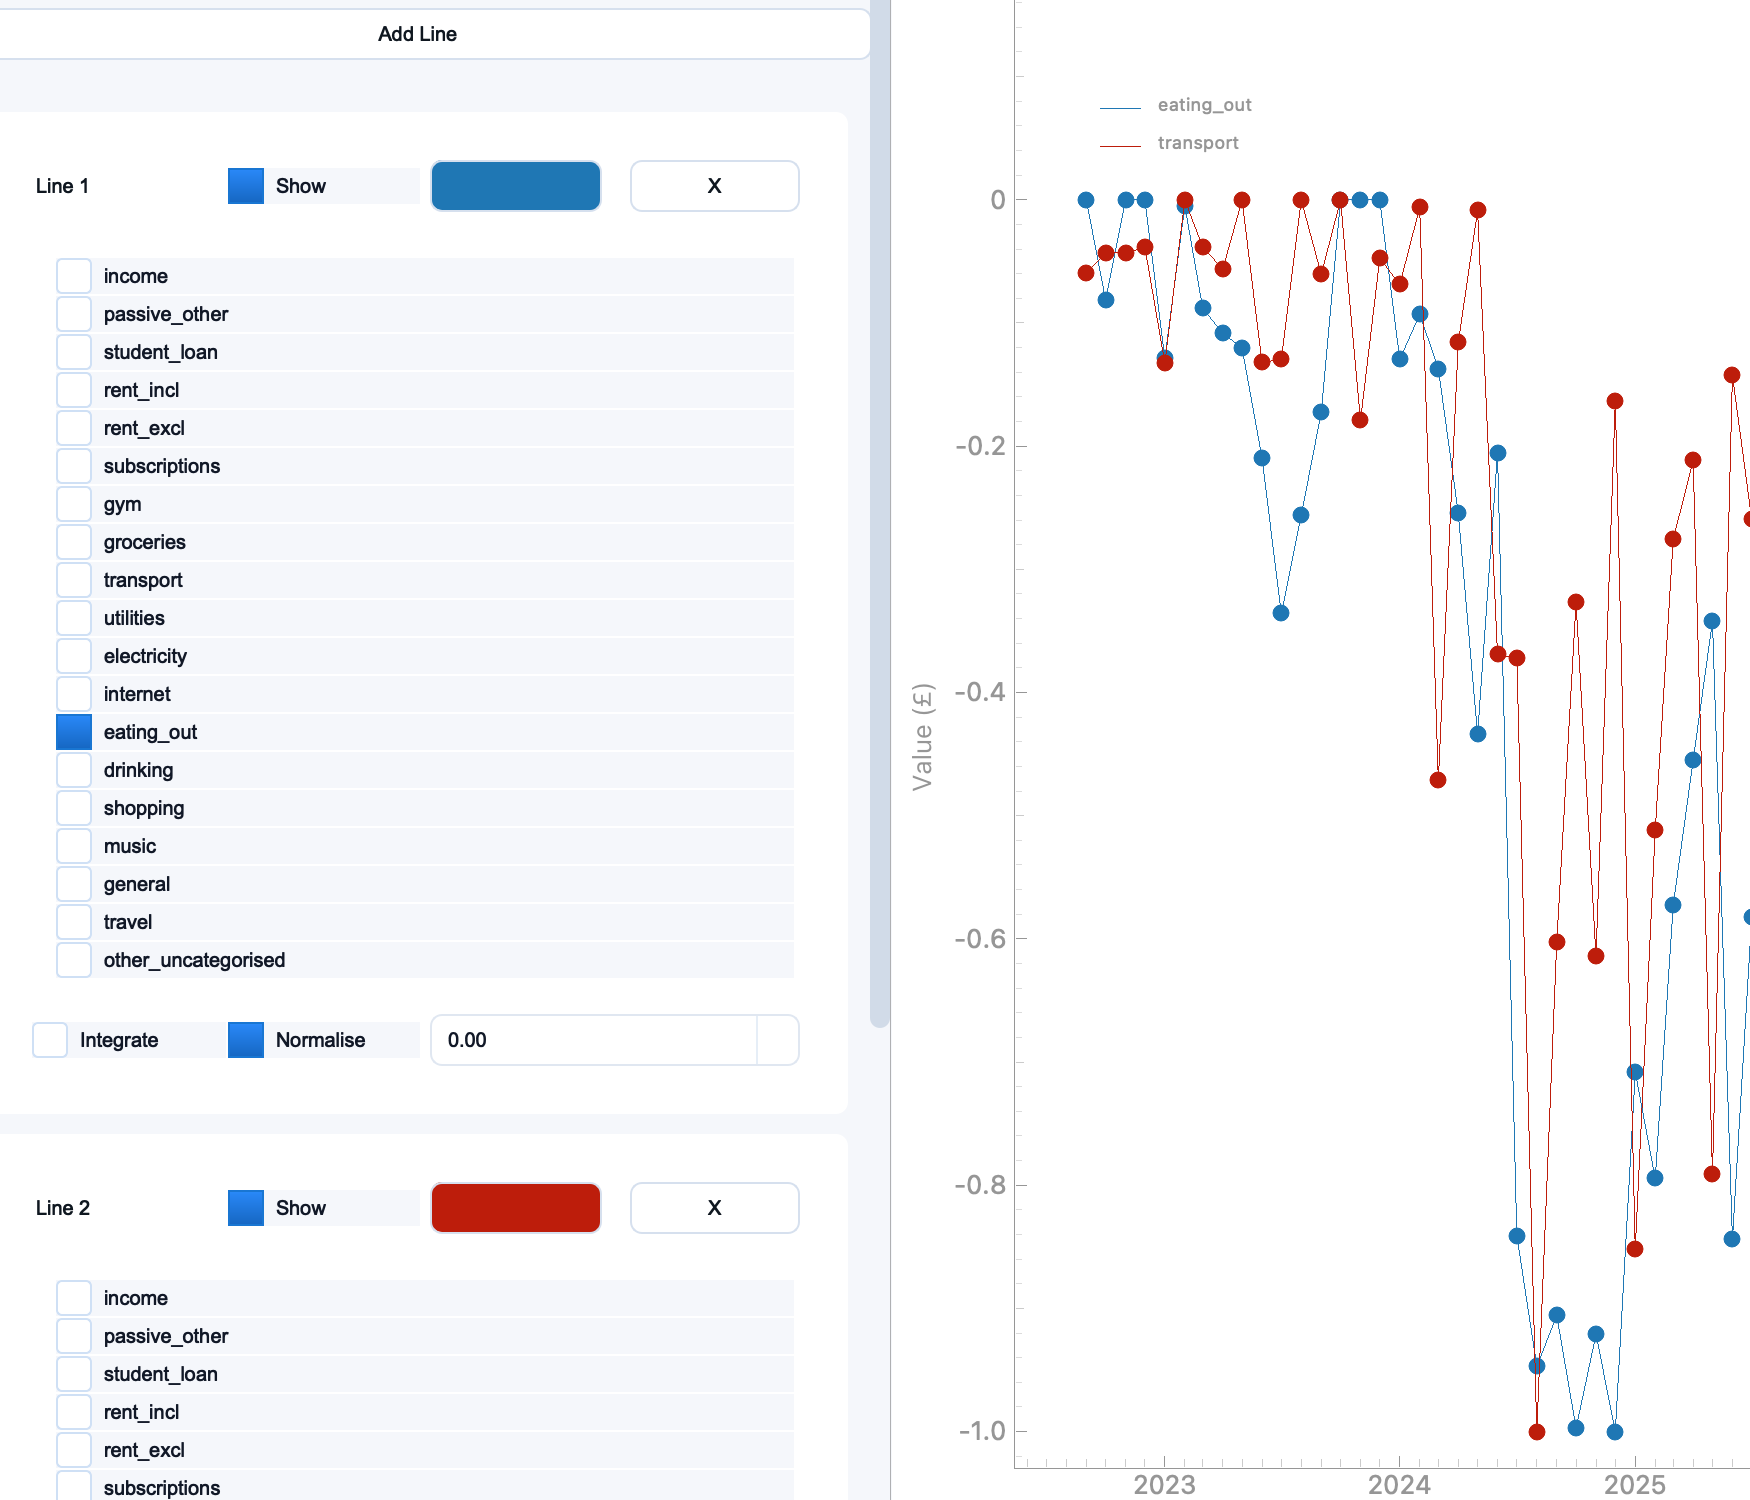 Add Line
Line 1
Show
X
income
passive_other
student_loan
rent_incl
rent_excl
subscriptions
gym
groceries
transport
utilities
electricity
internet
eating_out
drinking
shopping
music
general
travel
other_uncategorised
Integrate
Normalise
0.00
Line 2
Show
X
income
passive_other
student_loan
rent_incl
rent_excl
subscriptions
eating_out
transport
Value (£)
0
-0.2
-0.4
-0.6
-0.8
-1.0
2023
2024
2025